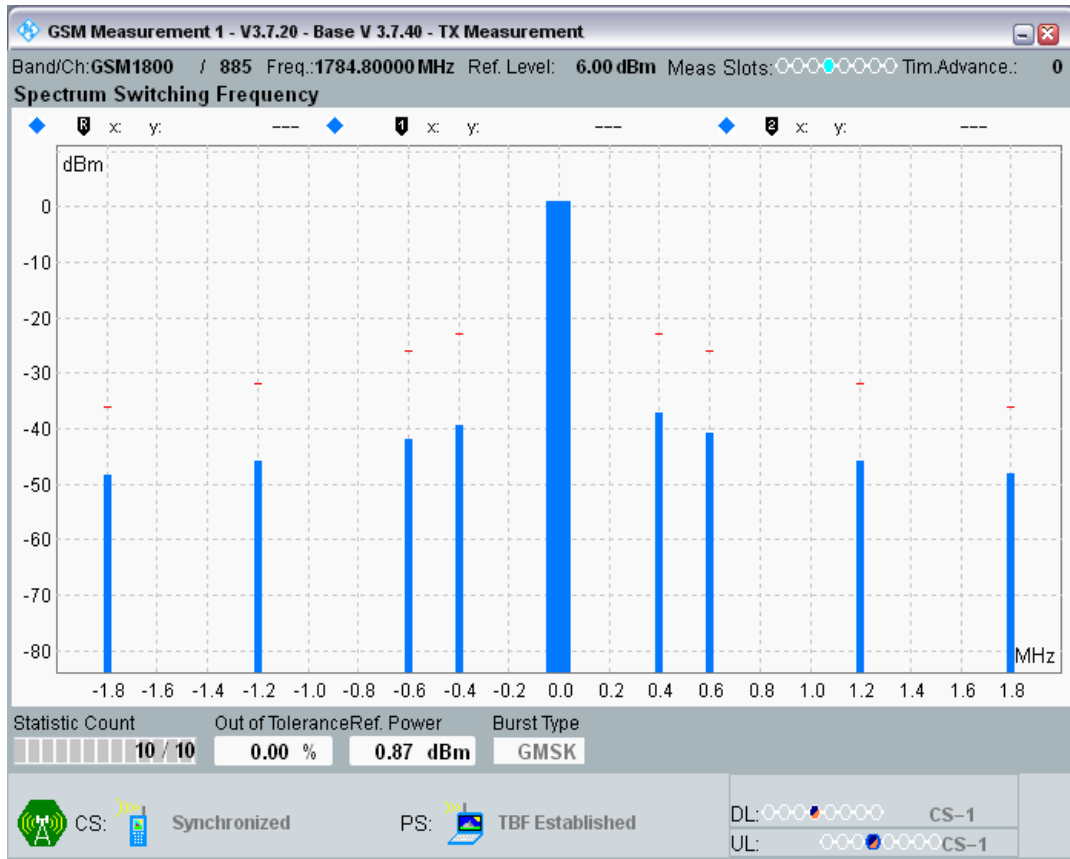 GSM Measurement 1 - V3.7.20 - Base V 3.7.40 - TX Measurement
Band/Ch:GSM1800 / 885 Freq.:1784.80000 MHz Ref. Level: 6.00 dBm Meas Slots: Tim.Advance.: 0
Spectrum Switching Frequency
R x: y: --- 1 x: y: --- 2 x: y: ---
dBm
0
-10
-20
-30
-40
-50
-60
-70
-80
MHz
-1.8 -1.6 -1.4 -1.2 -1.0 -0.8 -0.6 -0.4 -0.2 0.0 0.2 0.4 0.6 0.8 1.0 1.2 1.4 1.6 1.8
Statistic Count Out of Tolerance Ref. Power Burst Type
10 / 10 0.00 % 0.87 dBm GMSK
CS: Synchronized PS: TBF Established
DL: CS-1
UL: CS-1